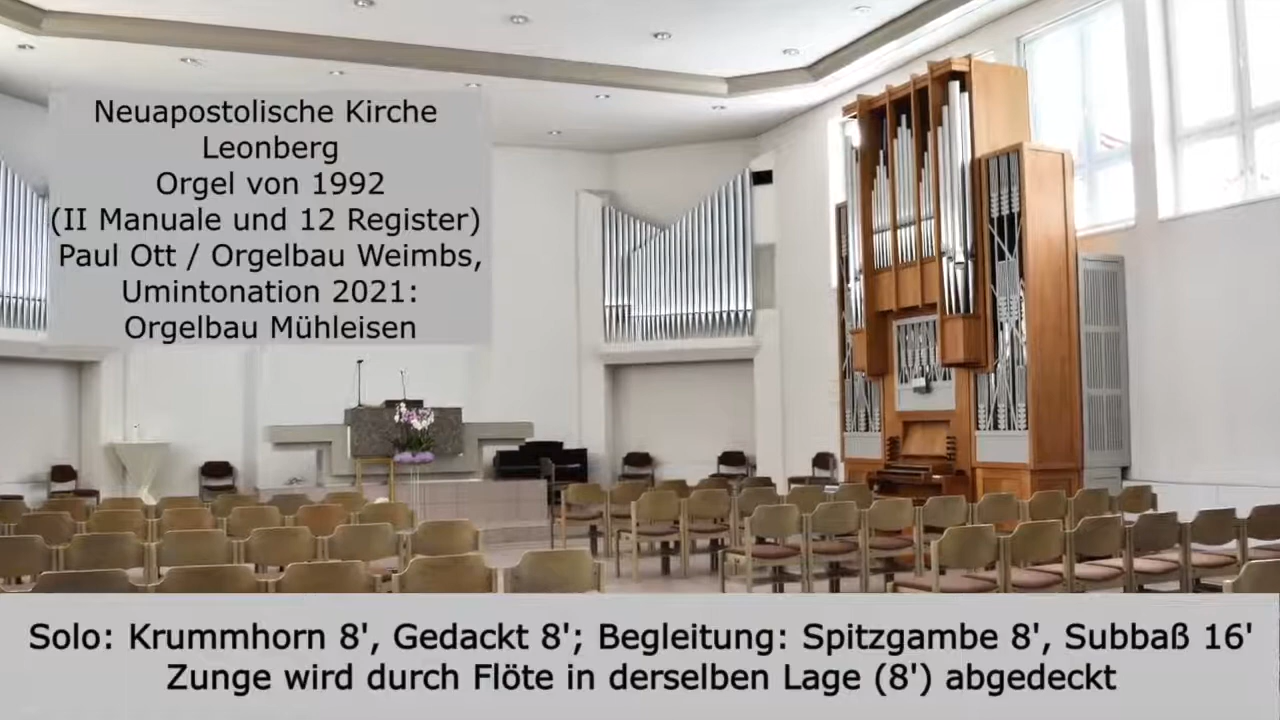 Neuapostolische Kirche
Leonberg
Orgel von 1992
(II Manuale und 12 Register)
Paul Ott / Orgelbau Weimbs,
Umintonation 2021:
Orgelbau Mühleisen
Solo: Krummhorn 8', Gedackt 8'; Begleitung: Spitzgambe 8', Subbaß 16'
Zunge wird durch Flöte in derselben Lage (8') abgedeckt